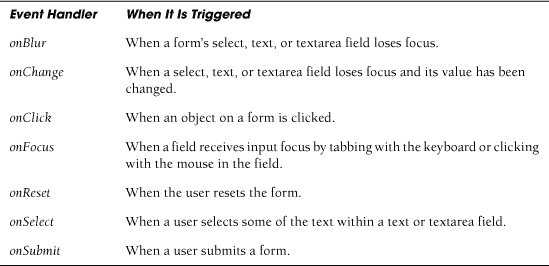 Event Handler When It Is Triggered
onBlur When a form's select, text, or textarea field loses focus.
onChange When a select, text, or textarea field loses focus and its value has been
changed.
onClick When an object on a form is clicked.
onFocus When a field receives input focus by tabbing with the keyboard or clicking
with the mouse in the field.
onReset When the user resets the form.
onSelect When a user selects some of the text within a text or textarea field.
onSubmit When a user submits a form.